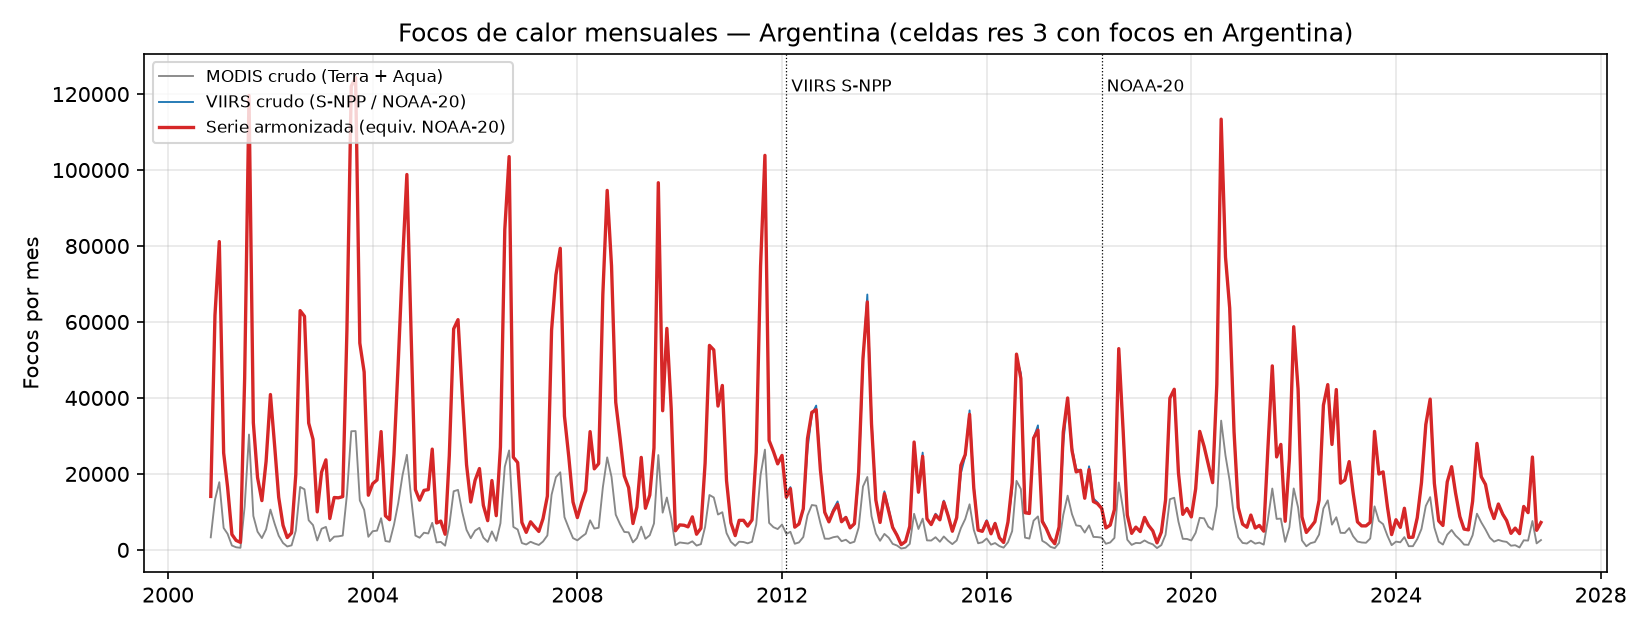 Focos de calor mensuales — Argentina (celdas res 3 con focos en Argentina)
MODIS crudo (Terra + Aqua)
VIIRS crudo (S-NPP / NOAA-20)
Serie armonizada (equiv. NOAA-20)
VIIRS S-NPP
NOAA-20
Focos por mes
120000
100000
80000
60000
40000
20000
0
2000 2004 2008 2012 2016 2020 2024 2028